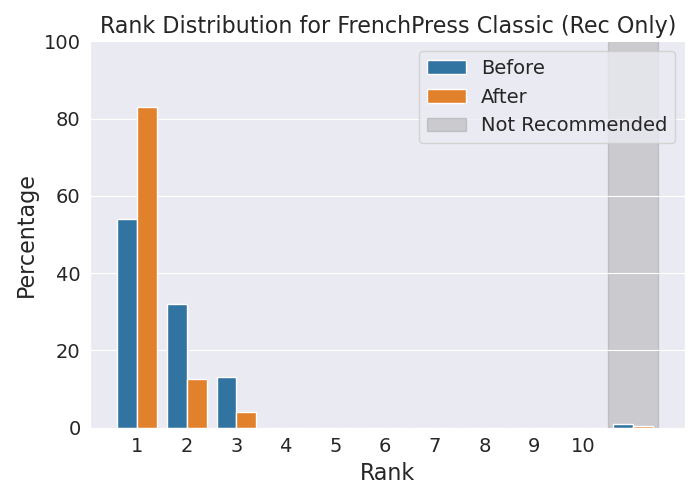 Rank Distribution for FrenchPress Classic (Rec Only)
Before
After
Not Recommended
Percentage
100
80
60
40
20
0
1 2 3 4 5 6 7 8 9 10
Rank